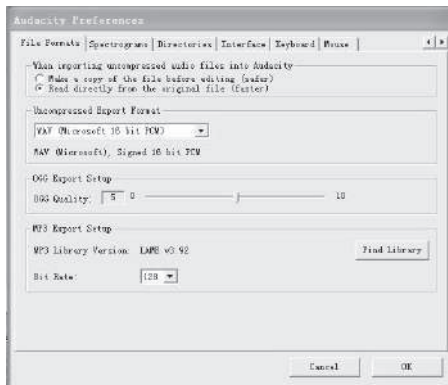 Audacity Preferences
File Formats Spectrograms Directories Interface Keyboard Mouse
When importing uncompressed audio files into Audacity
Make a copy of the file before editing (safer)
Read directly from the original file (faster)
Uncompressed Export Format
WAV (Microsoft 16 bit PCM)
WAV (Microsoft), Signed 16 bit PCM
OGG Export Setup
OGG Quality: 5 0 10
MP3 Export Setup
MP3 Library Version: LAME v3.92 Find Library
Bit Rate: 128
Cancel OK